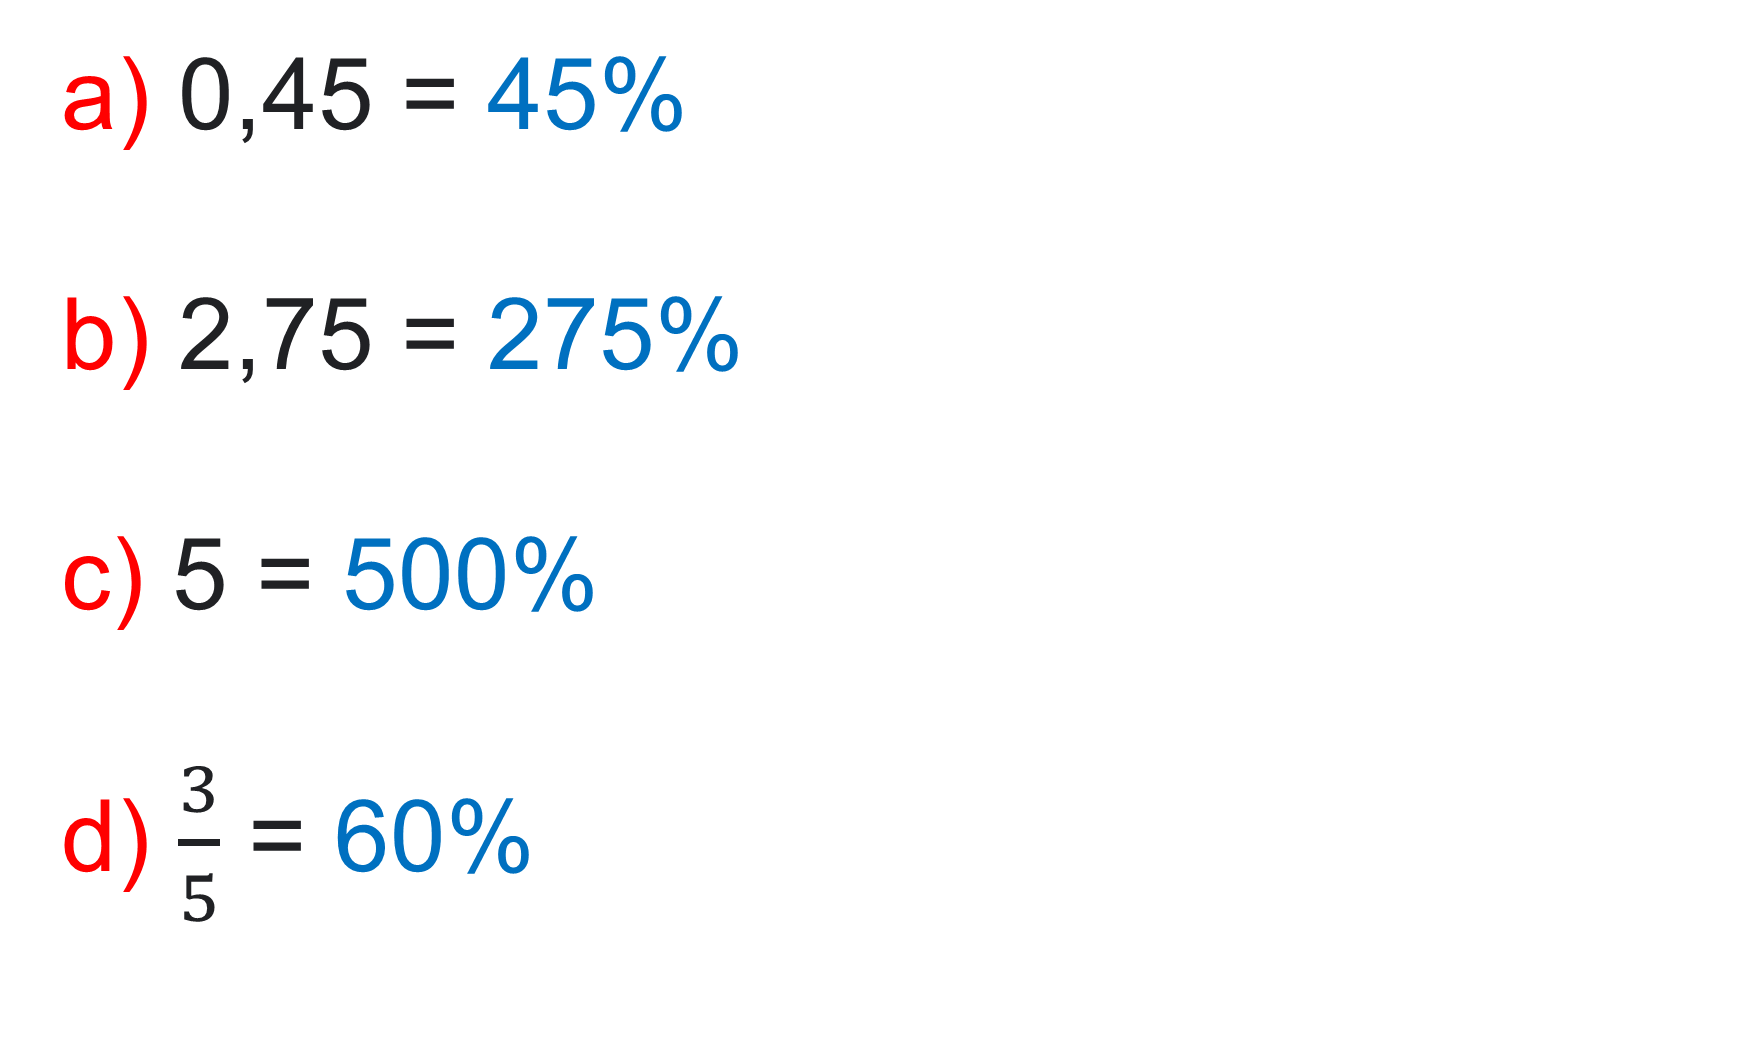 a) 0,45 = 45%
b) 2,75 = 275%
c) 5 = 500%
d) 3/5 = 60%